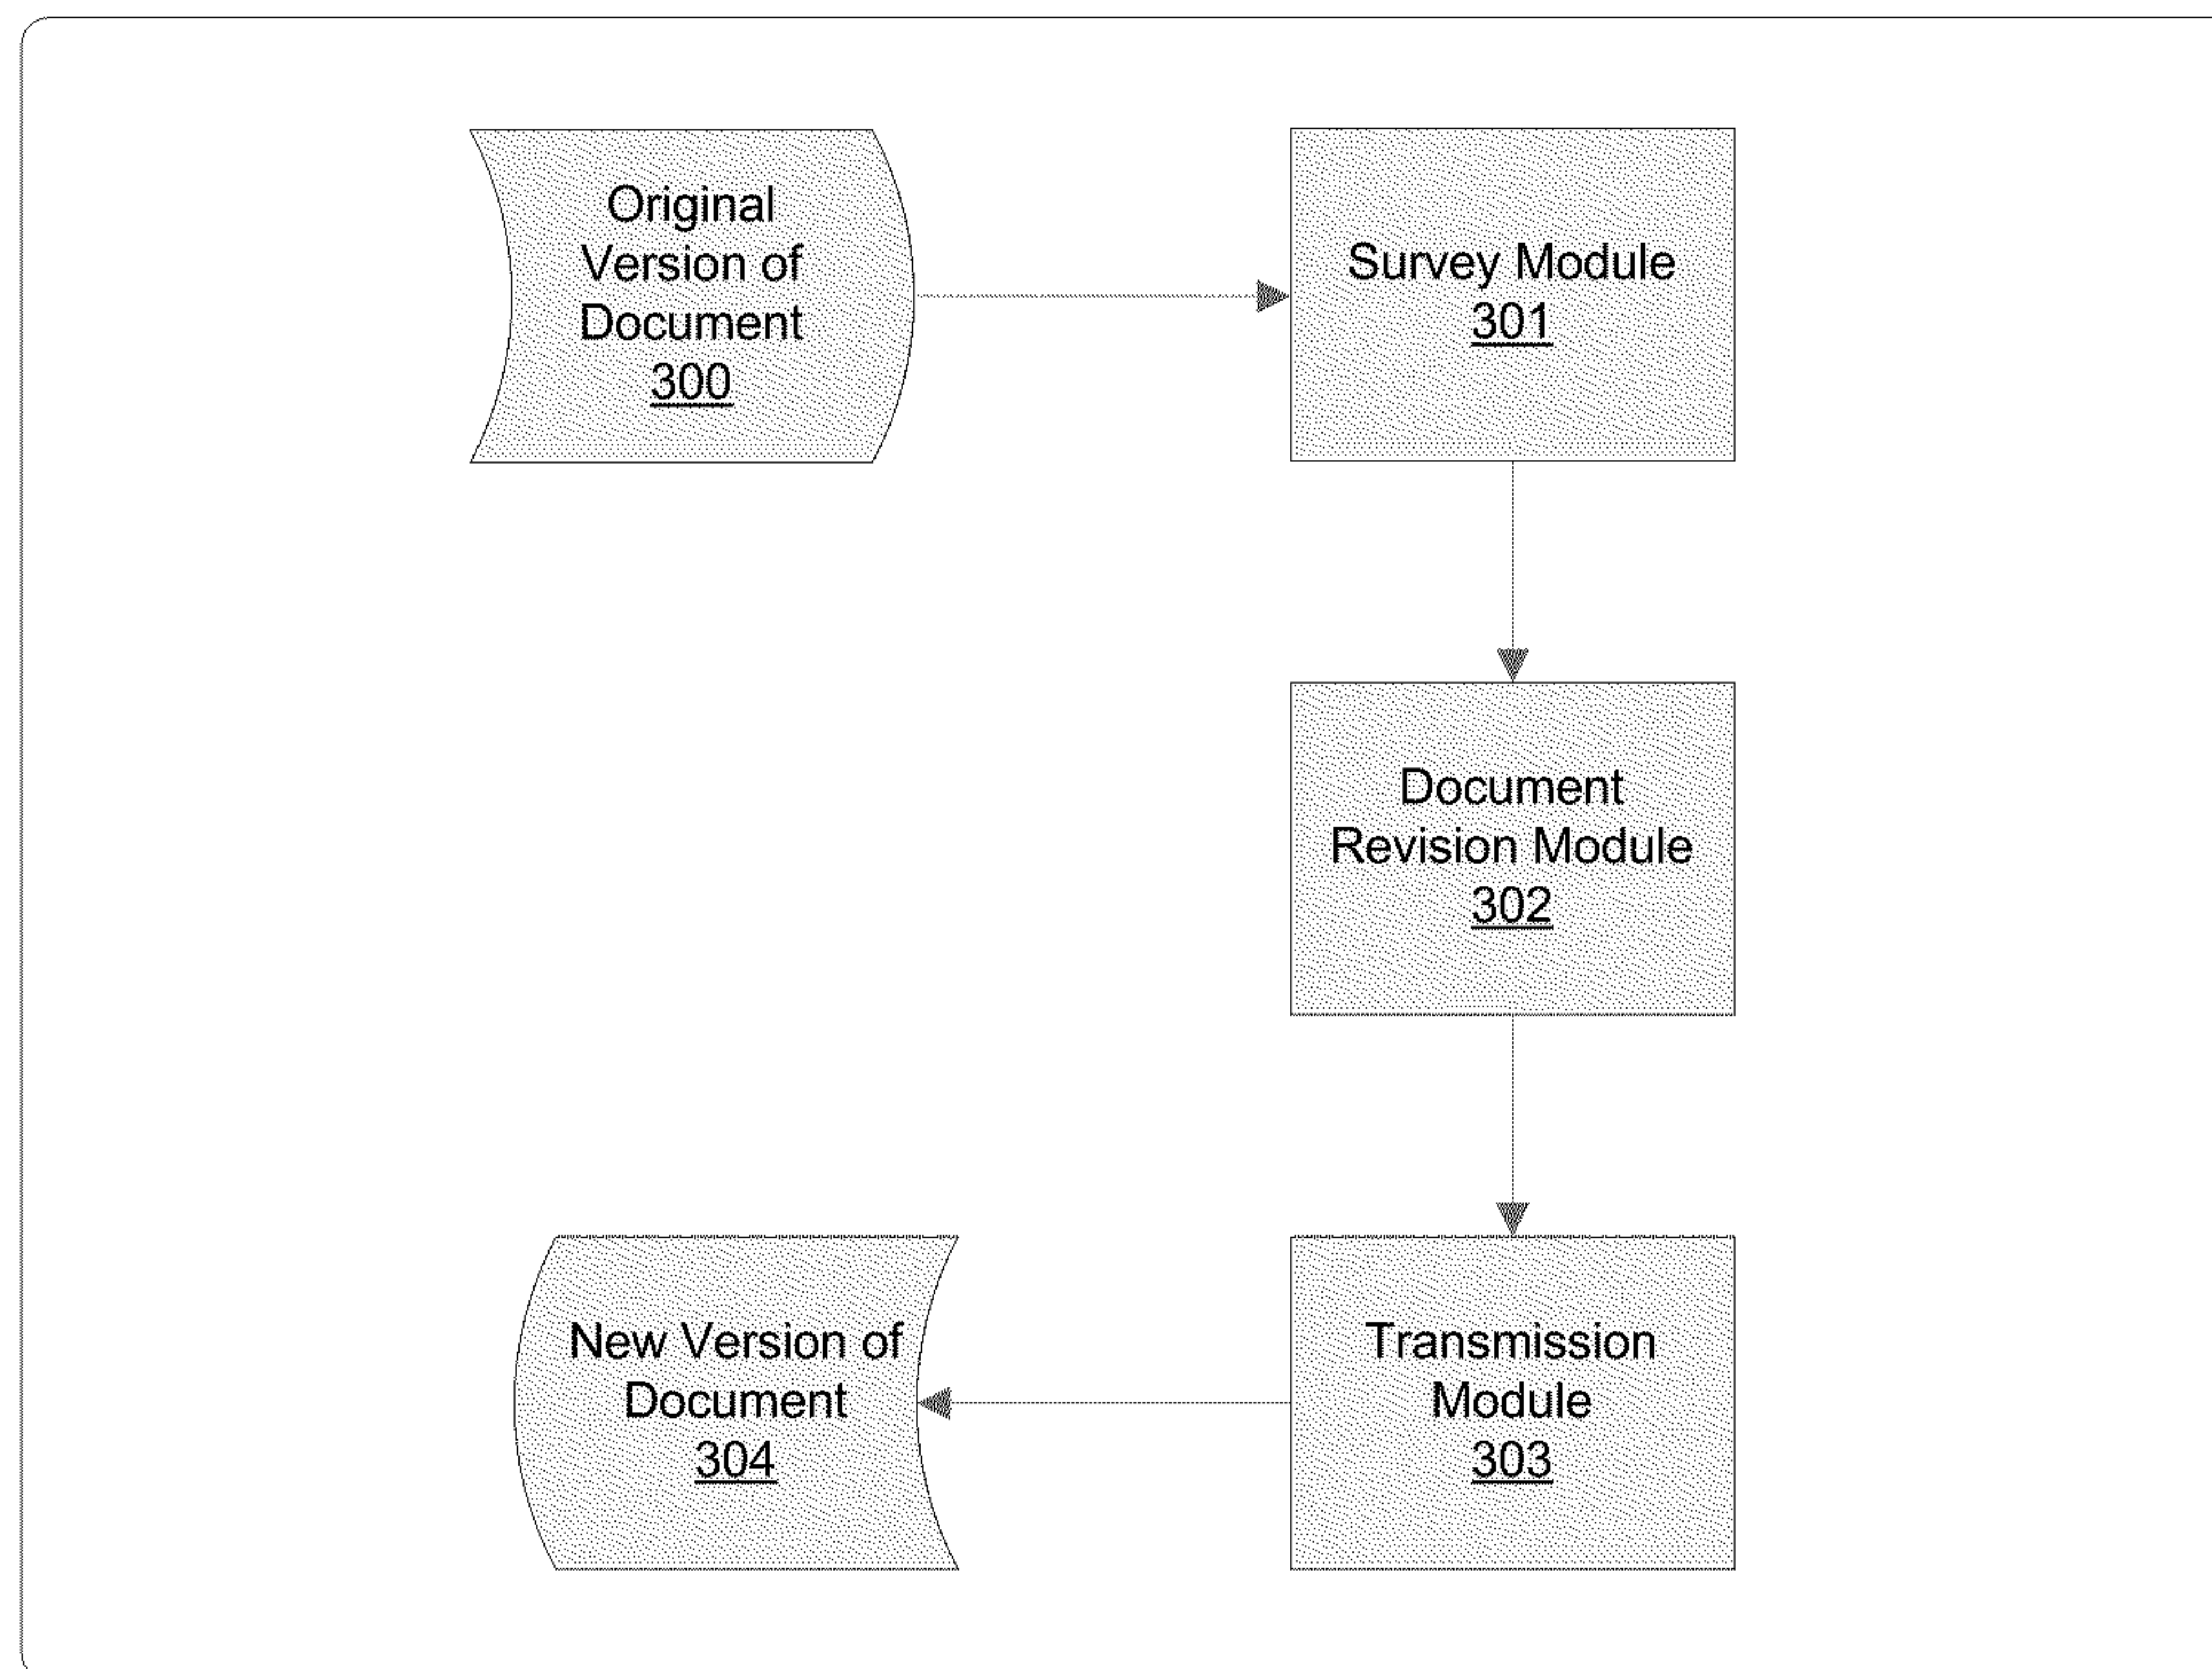 Original
Version of
Document
300
Survey Module
301
Document
Revision Module
302
New Version of
Document
304
Transmission
Module
303